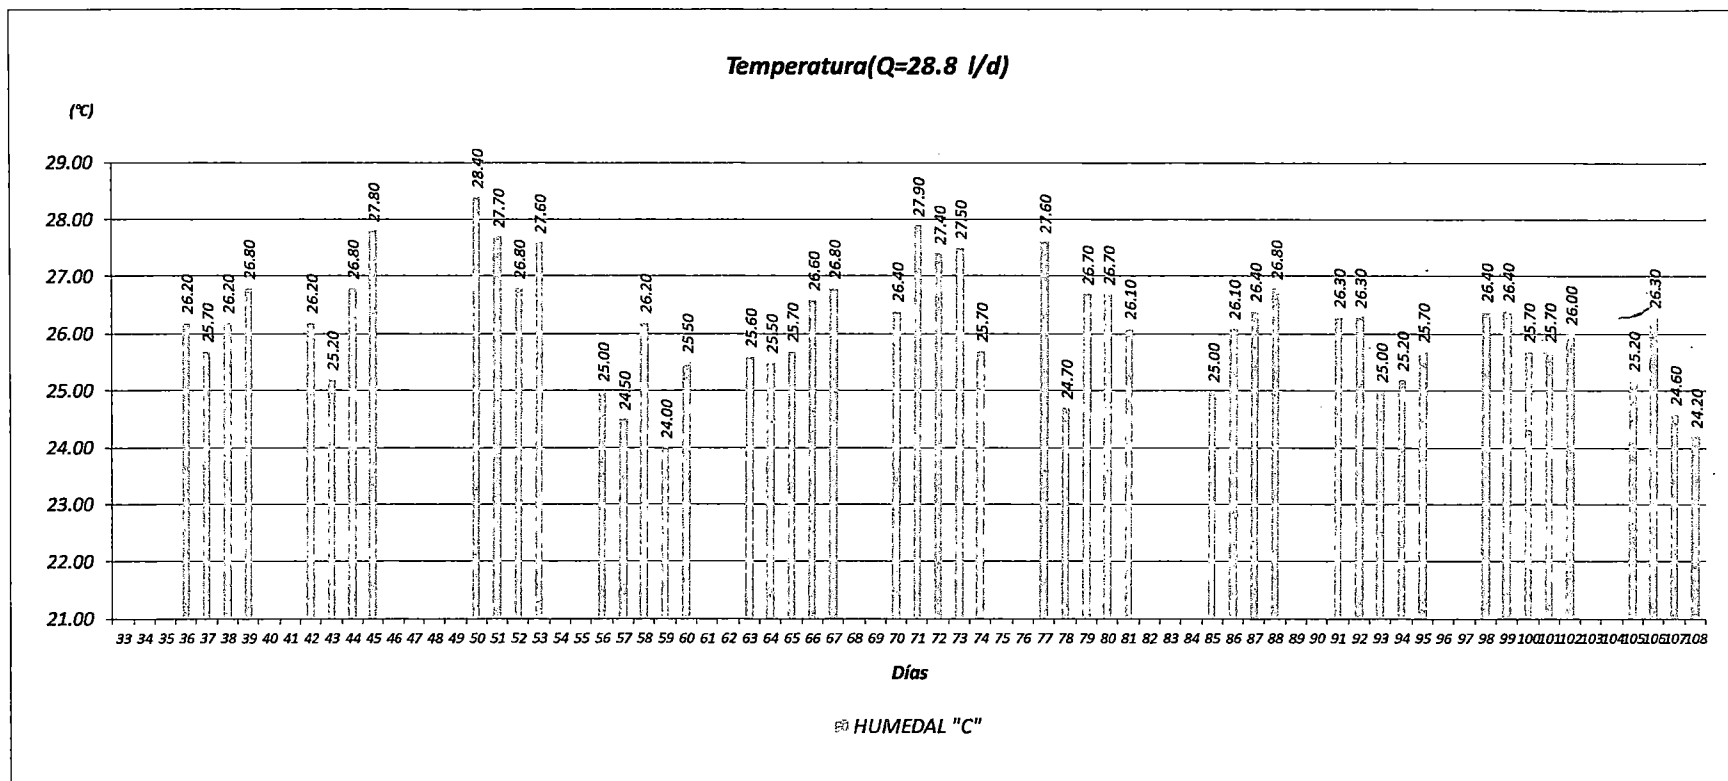 Temperatura(Q=28.8 l/d)
(°C)
29.00
28.00
27.00
26.00
25.00
24.00
23.00
22.00
21.00
26.20 25.70 26.20 26.80 26.20 25.20 26.80 27.80 28.40 27.70 26.80 27.60 25.00 24.50 26.20 24.00 25.50 25.60 25.50 25.70 26.60 26.80 26.40 27.90 27.40 27.50 25.70 27.60 24.70 26.70 26.70 26.10 25.00 26.10 26.40 26.80 26.30 26.30 25.00 25.20 25.70 26.40 26.40 25.70 25.70 26.00 25.20 26.30 24.60 24.20
33 34 35 36 37 38 39 40 41 42 43 44 45 46 47 48 49 50 51 52 53 54 55 56 57 58 59 60 61 62 63 64 65 66 67 68 69 70 71 72 73 74 75 76 77 78 79 80 81 82 83 84 85 86 87 88 89 90 91 92 93 94 95 96 97 98 99 100 101 102 103 104 105 106 107 108
Días
HUMEDAL "C"